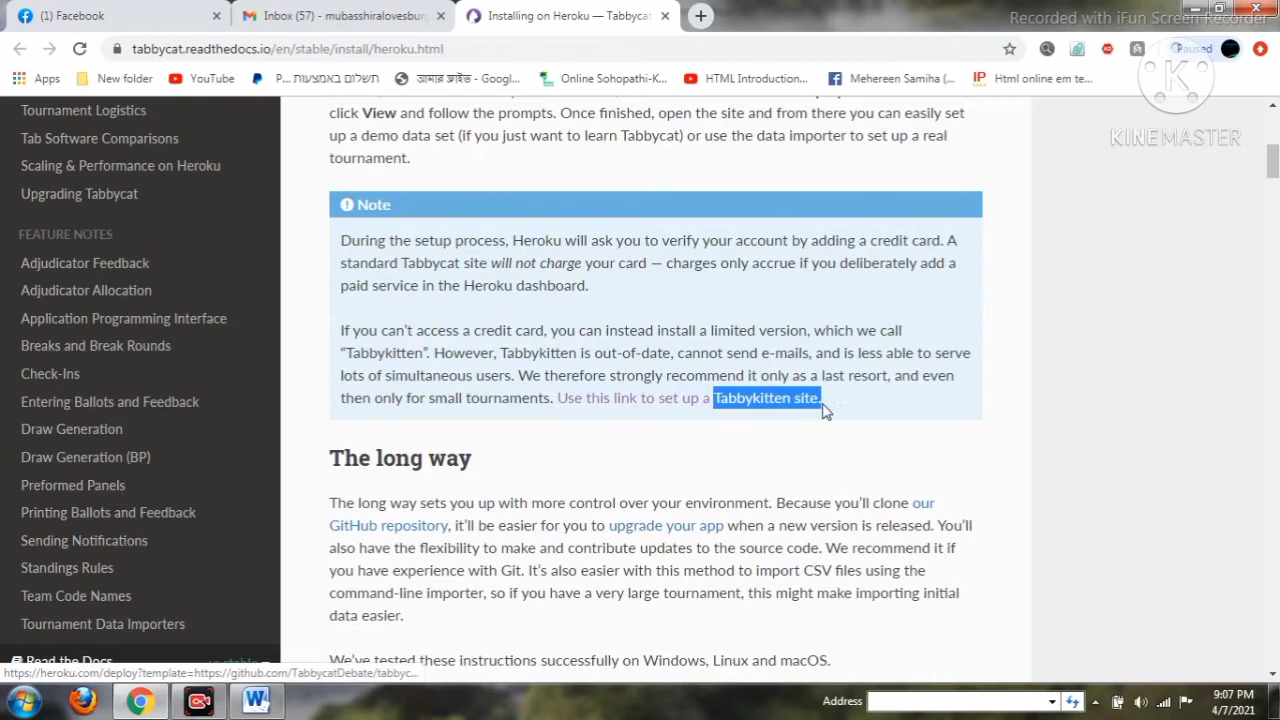 (1) Facebook
Inbox (57) - mubasshiralovesburg
Installing on Heroku — Tabbycat
Recorded with iFun Screen Recorder
tabbycat.readthedocs.io/en/stable/install/heroku.html
Paused
Apps
New folder
YouTube
P... תשלום באמצעות
আমার ফ্লাইভ - Googl...
Online Sohopathi-K...
HTML Introduction...
Mehereen Samiha (...
Html online em te...
K
KINEMASTER
Tournament Logistics
Tab Software Comparisons
Scaling & Performance on Heroku
Upgrading Tabbycat
FEATURE NOTES
Adjudicator Feedback
Adjudicator Allocation
Application Programming Interface
Breaks and Break Rounds
Check-Ins
Entering Ballots and Feedback
Draw Generation
Draw Generation (BP)
Preformed Panels
Printing Ballots and Feedback
Sending Notifications
Standings Rules
Team Code Names
Tournament Data Importers
Read the Docs
v: stable
click View and follow the prompts. Once finished, open the site and from there you can easily set
up a demo data set (if you just want to learn Tabbycat) or use the data importer to set up a real
tournament.
Note
During the setup process, Heroku will ask you to verify your account by adding a credit card. A
standard Tabbycat site will not charge your card — charges only accrue if you deliberately add a
paid service in the Heroku dashboard.
If you can't access a credit card, you can instead install a limited version, which we call
“Tabbykitten”. However, Tabbykitten is out-of-date, cannot send e-mails, and is less able to serve
lots of simultaneous users. We therefore strongly recommend it only as a last resort, and even
then only for small tournaments. Use this link to set up a Tabbykitten site.
The long way
The long way sets you up with more control over your environment. Because you'll clone our
GitHub repository, it'll be easier for you to upgrade your app when a new version is released. You'll
also have the flexibility to make and contribute updates to the source code. We recommend it if
you have experience with Git. It's also easier with this method to import CSV files using the
command-line importer, so if you have a very large tournament, this might make importing initial
data easier.
We've tested these instructions successfully on Windows, Linux and macOS.
https://heroku.com/deploy?template=https://github.com/TabbycatDebate/tabbyc...
Address
9:07 PM
4/7/2021